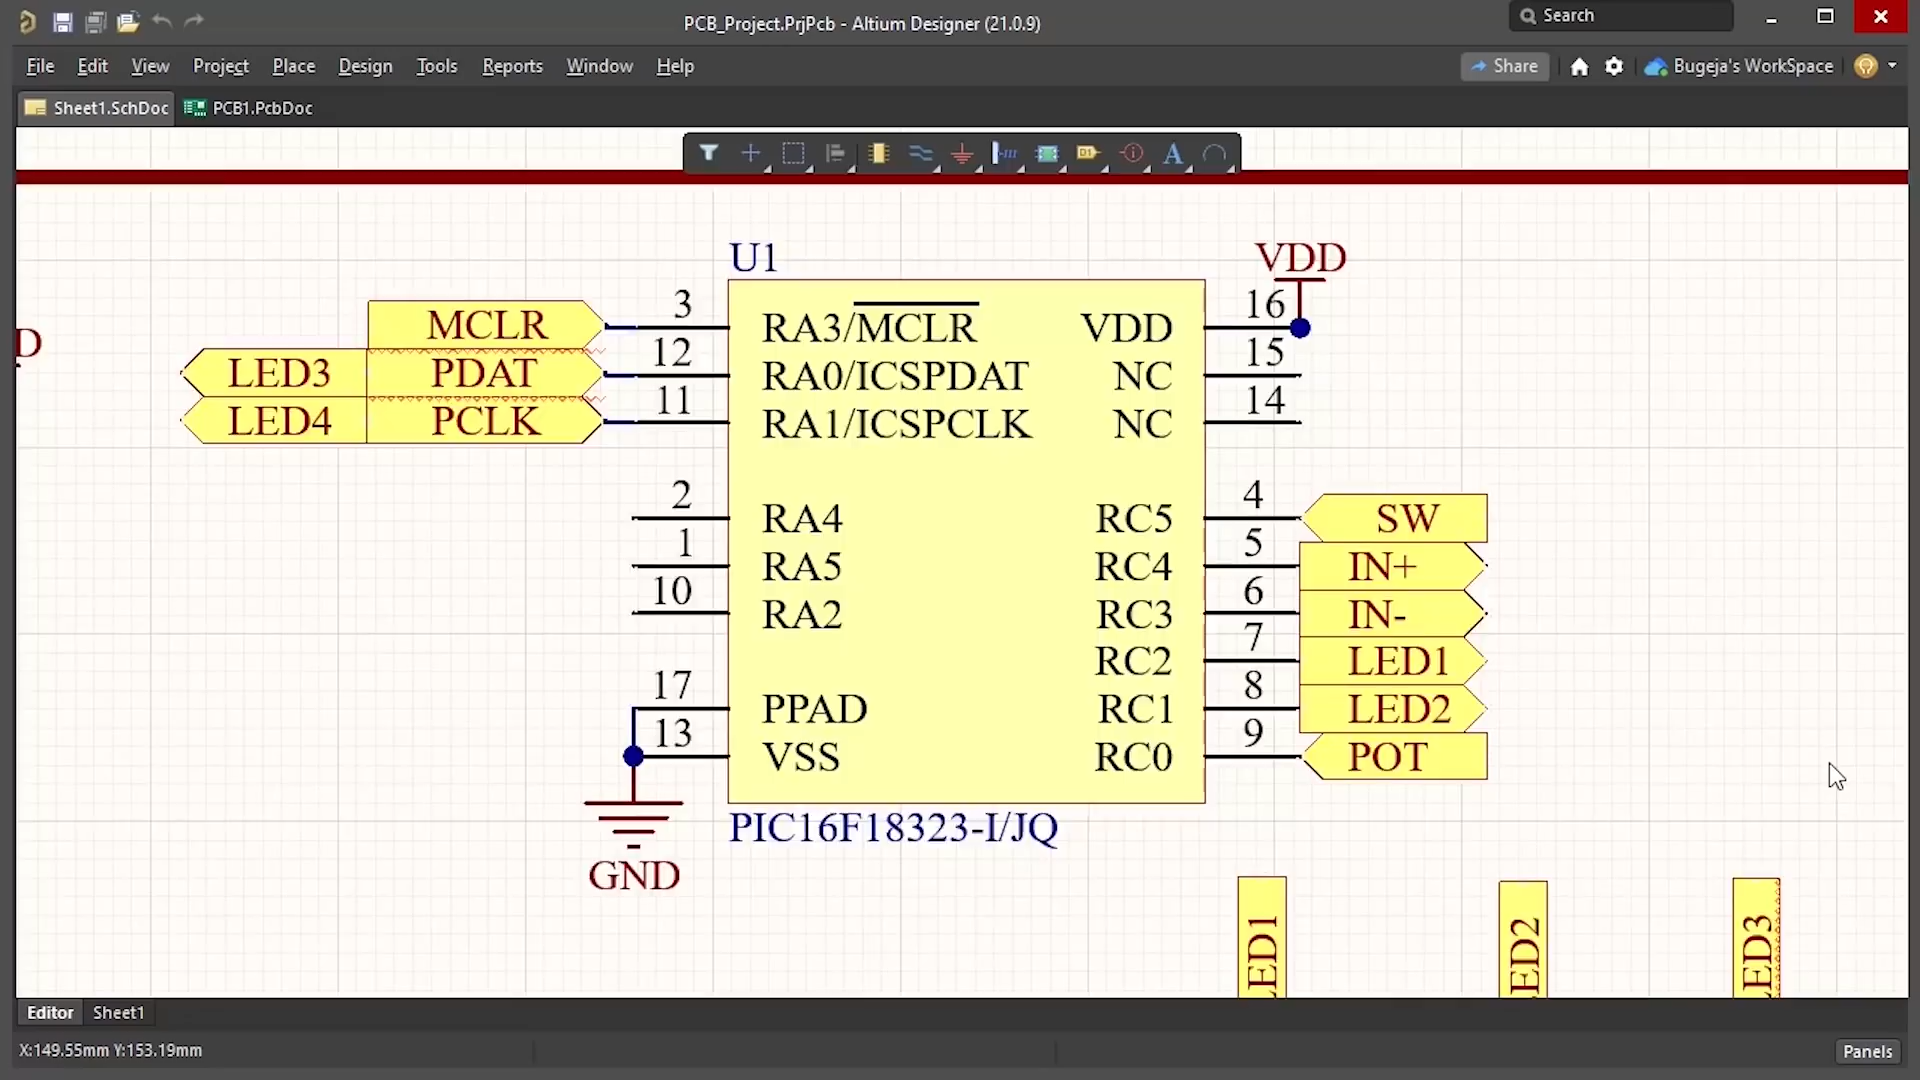 PCB_Project.PrjPcb - Altium Designer (21.0.9)
Search
File Edit View Project Place Design Tools Reports Window Help
Share
Bugeja's WorkSpace
Sheet1.SchDoc
PCB1.PcbDoc
D1
A
U1
VDD
D
MCLR
3
RA3/MCLR
VDD
16
LED3
PDAT
12
RA0/ICSPDAT
NC
15
LED4
PCLK
11
RA1/ICSPCLK
NC
14
2
RA4
RC5
4
SW
1
RA5
RC4
5
IN+
10
RA2
RC3
6
IN-
RC2
7
LED1
17
PPAD
RC1
8
LED2
13
VSS
RC0
9
POT
PIC16F18323-I/JQ
GND
LED1
LED2
LED3
Editor
Sheet1
X:149.55mm Y:153.19mm
Panels